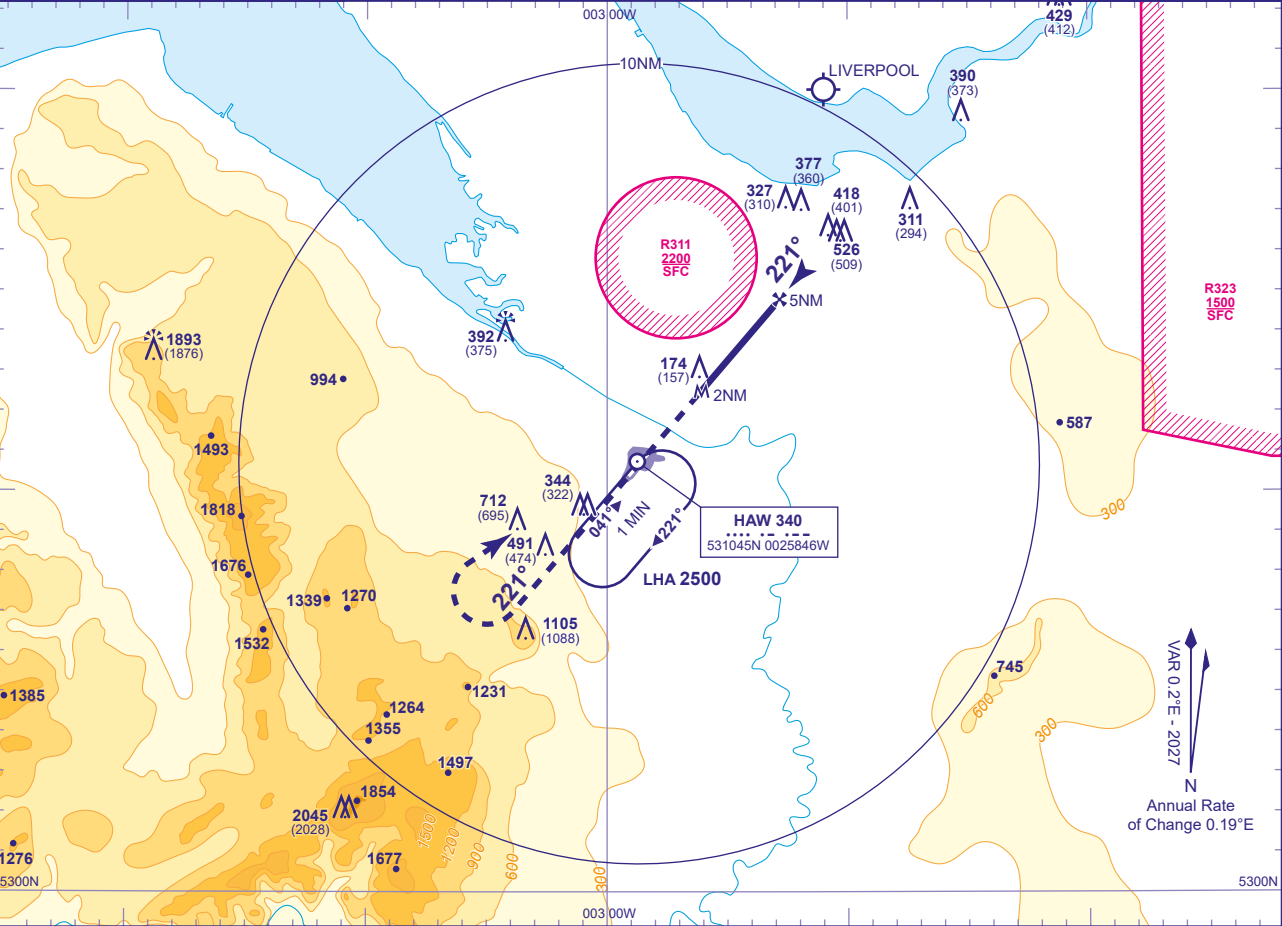 003 00W
429
(412)
LIVERPOOL
10NM
390
(373)
377
(360)
327
(310)
418
(401)
311
(294)
526
(509)
R311
2200
SFC
221°
R323
1500
SFC
5NM
1893
(1876)
392
(375)
174
(157)
994
2NM
587
1493
344
(322)
712
(695)
041°
1 MIN
221°
300
1818
HAW 340
···· ·- ·--
531045N 0025846W
491
(474)
1676
LHA 2500
221°
1339
1270
1105
(1088)
1532
745
VAR 0.2°E - 2027
1385
1231
1264
600
300
1355
1497
1854
N
2045
(2028)
Annual Rate
of Change 0.19°E
1500
1200
900
600
300
1276
1677
5300N
5300N
003 00W